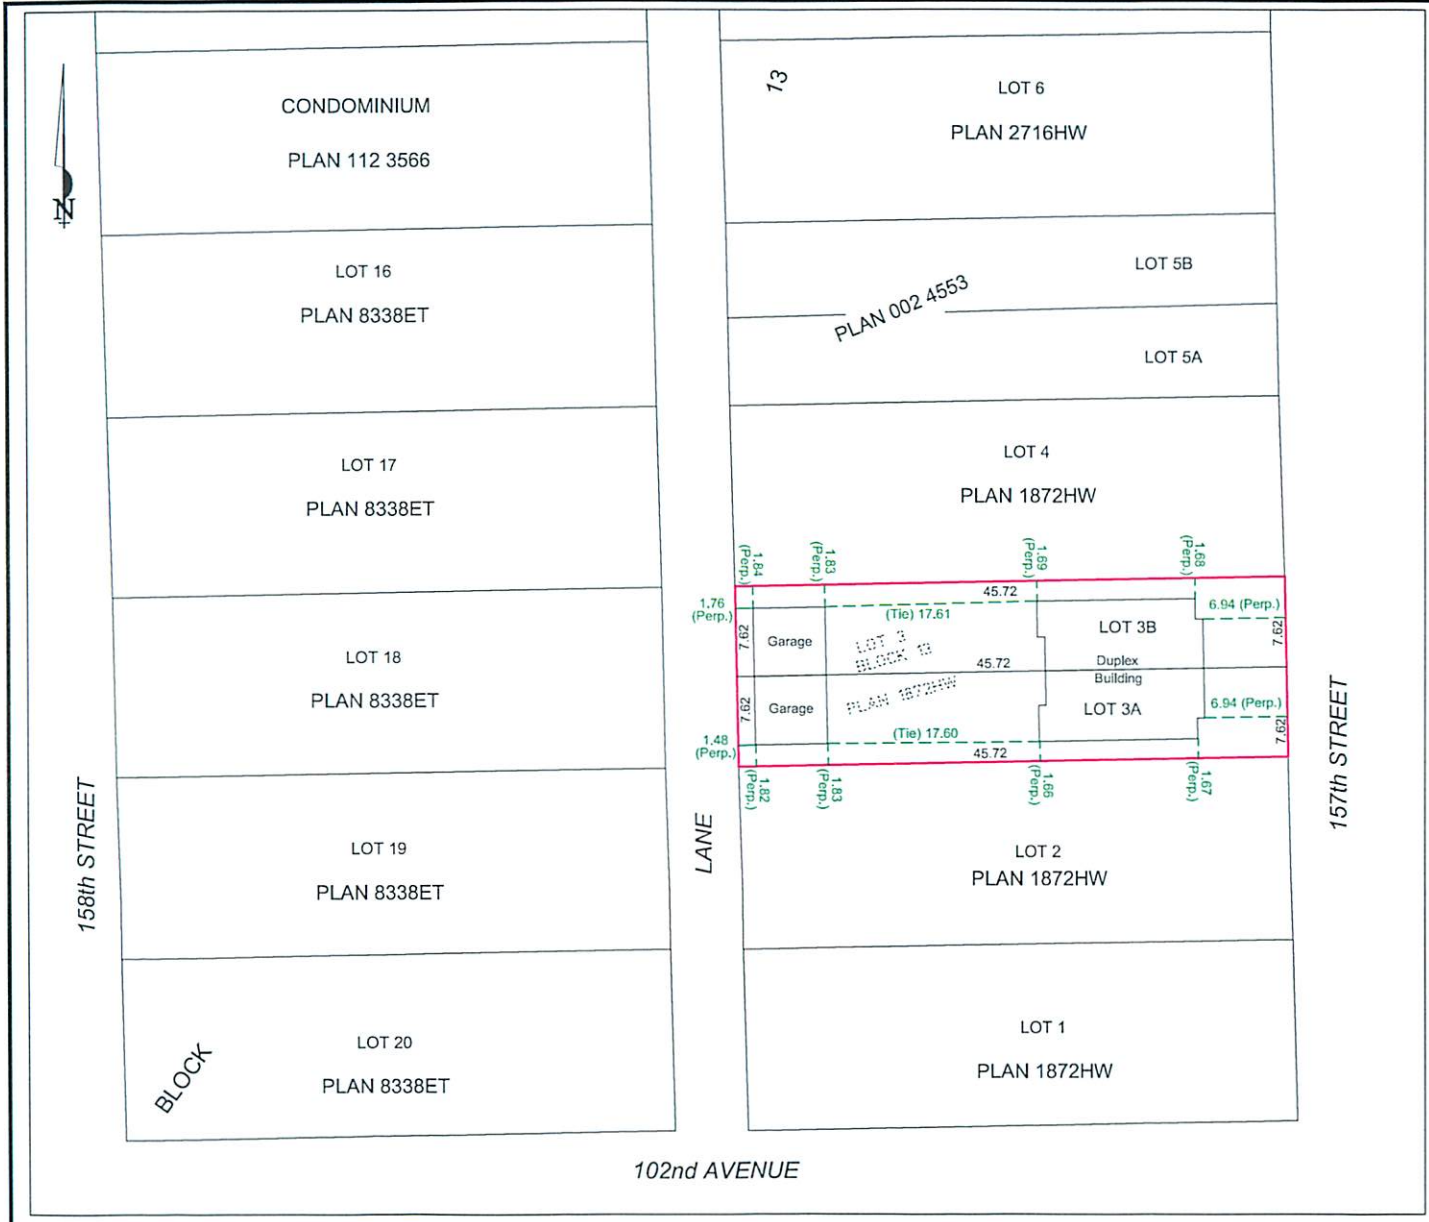 N
CONDOMINIUM
PLAN 112 3566
LOT 16
PLAN 8338ET
LOT 17
PLAN 8338ET
LOT 18
PLAN 8338ET
LOT 19
PLAN 8338ET
LOT 20
PLAN 8338ET
BLOCK
158th STREET
LANE
13
LOT 6
PLAN 2716HW
LOT 5B
PLAN 002 4553
LOT 5A
LOT 4
PLAN 1872HW
1.84
(Perp.)
1.83
(Perp.)
1.69
(Perp.)
1.68
(Perp.)
1.76
(Perp.)
45.72
6.94 (Perp.)
(Tie) 17.61
7.62
Garage
LOT 3
BLOCK 13
LOT 3B
7.62
45.72
Duplex
Building
7.62
Garage
PLAN 1872HW
LOT 3A
6.94 (Perp.)
7.62
(Tie) 17.60
1.48
(Perp.)
45.72
1.82
(Perp.)
1.83
(Perp.)
1.66
(Perp.)
1.67
(Perp.)
157th STREET
LOT 2
PLAN 1872HW
LOT 1
PLAN 1872HW
102nd AVENUE